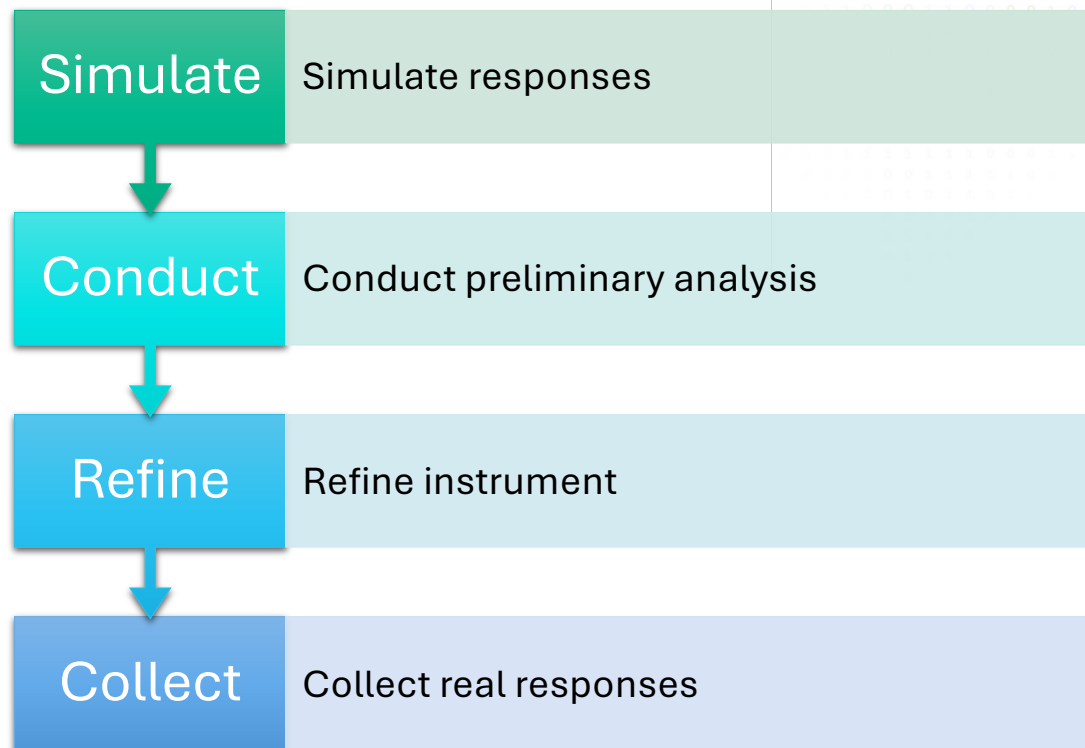 Simulate
Simulate responses
Conduct
Conduct preliminary analysis
Refine
Refine instrument
Collect
Collect real responses